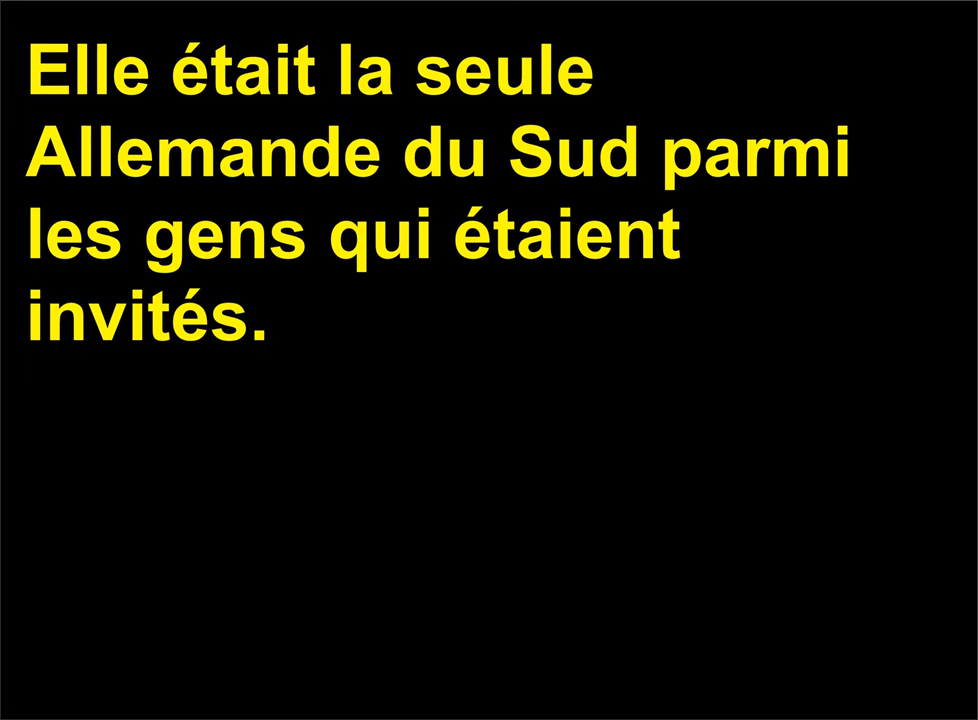 Elle était la seule
Allemande du Sud parmi
les gens qui étaient
invités.